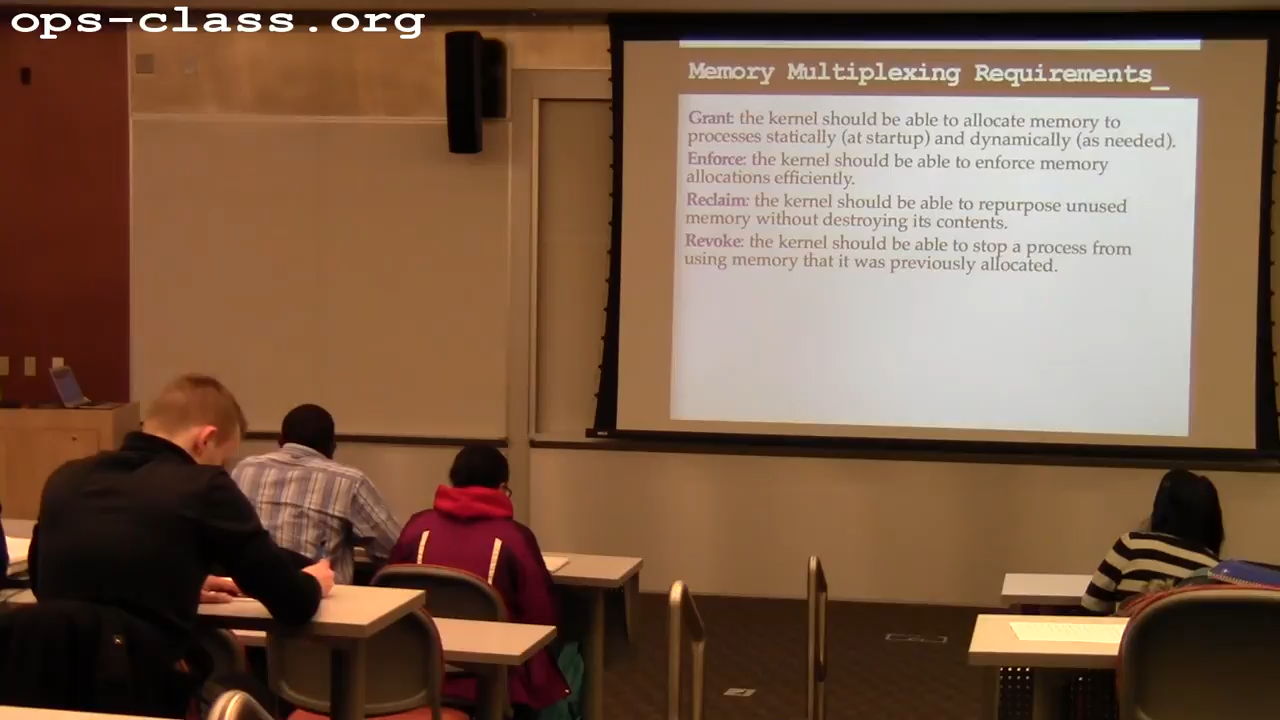 ops-class.org
Memory Multiplexing Requirements_
Grant: the kernel should be able to allocate memory to
processes statically (at startup) and dynamically (as needed).
Enforce: the kernel should be able to enforce memory
allocations efficiently.
Reclaim: the kernel should be able to repurpose unused
memory without destroying its contents.
Revoke: the kernel should be able to stop a process from
using memory that it was previously allocated.